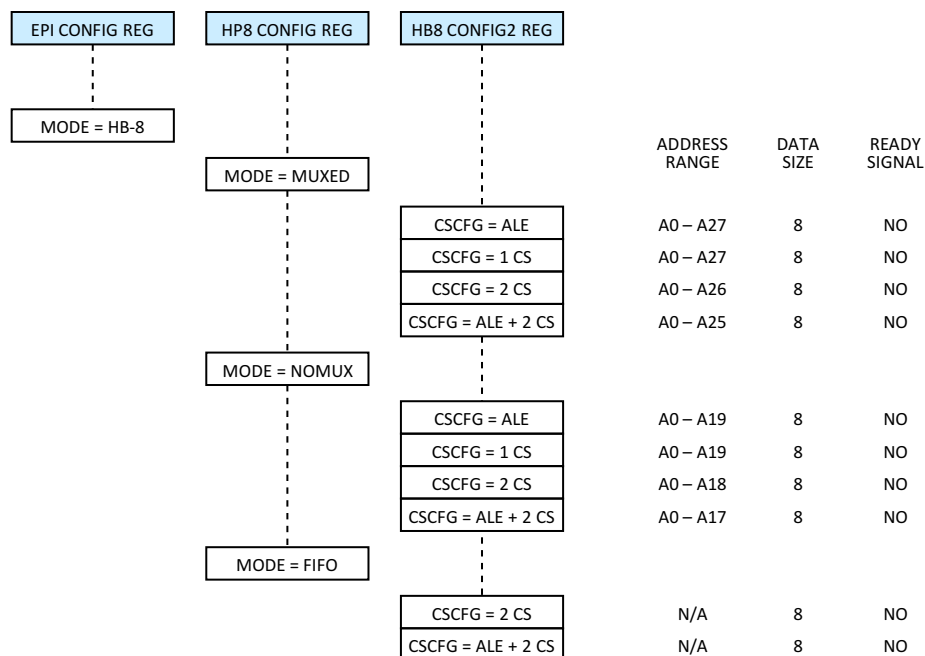 EPI CONFIG REG HP8 CONFIG REG HB8 CONFIG2 REG
MODE = HB-8
ADDRESS RANGE DATA SIZE READY SIGNAL
MODE = MUXED
CSCFG = ALE A0 – A27 8 NO
CSCFG = 1 CS A0 – A27 8 NO
CSCFG = 2 CS A0 – A26 8 NO
CSCFG = ALE + 2 CS A0 – A25 8 NO
MODE = NOMUX
CSCFG = ALE A0 – A19 8 NO
CSCFG = 1 CS A0 – A19 8 NO
CSCFG = 2 CS A0 – A18 8 NO
CSCFG = ALE + 2 CS A0 – A17 8 NO
MODE = FIFO
CSCFG = 2 CS N/A 8 NO
CSCFG = ALE + 2 CS N/A 8 NO